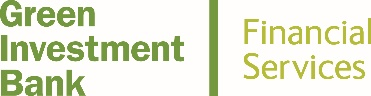 Green
Investment
Bank
Financial
Services